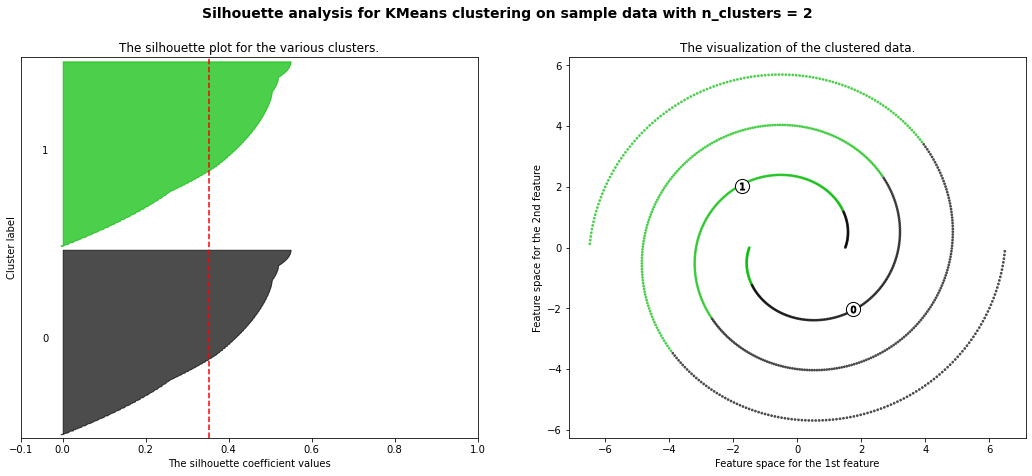 Silhouette analysis for KMeans clustering on sample data with n_clusters = 2
The silhouette plot for the various clusters.
Cluster label
1
0
−0.1 0.0 0.2 0.4 0.6 0.8 1.0
The silhouette coefficient values
The visualization of the clustered data.
Feature space for the 2nd feature
6
4
2
0
−2
−4
−6
1
0
−6 −4 −2 0 2 4 6
Feature space for the 1st feature